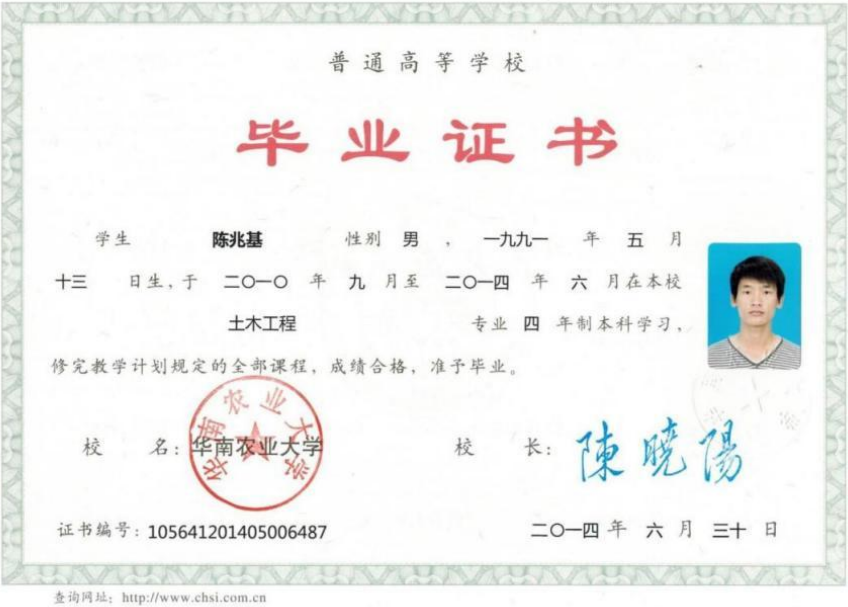 普通高等学校
毕业证书
学生 陈兆基 性别 男 ，一九九一 年 五 月
十三 日生，于 二〇一〇 年 九 月至 二〇一四 年 六 月在本校
土木工程 专业 四 年制本科学习，
修完教学计划规定的全部课程，成绩合格，准予毕业。
华南农业大学
校 名：华南农业大学 校 长：陳曉陽
证书编号：105641201405006487 二〇一四 年 六 月 三十 日
查询网址：http://www.chsi.com.cn